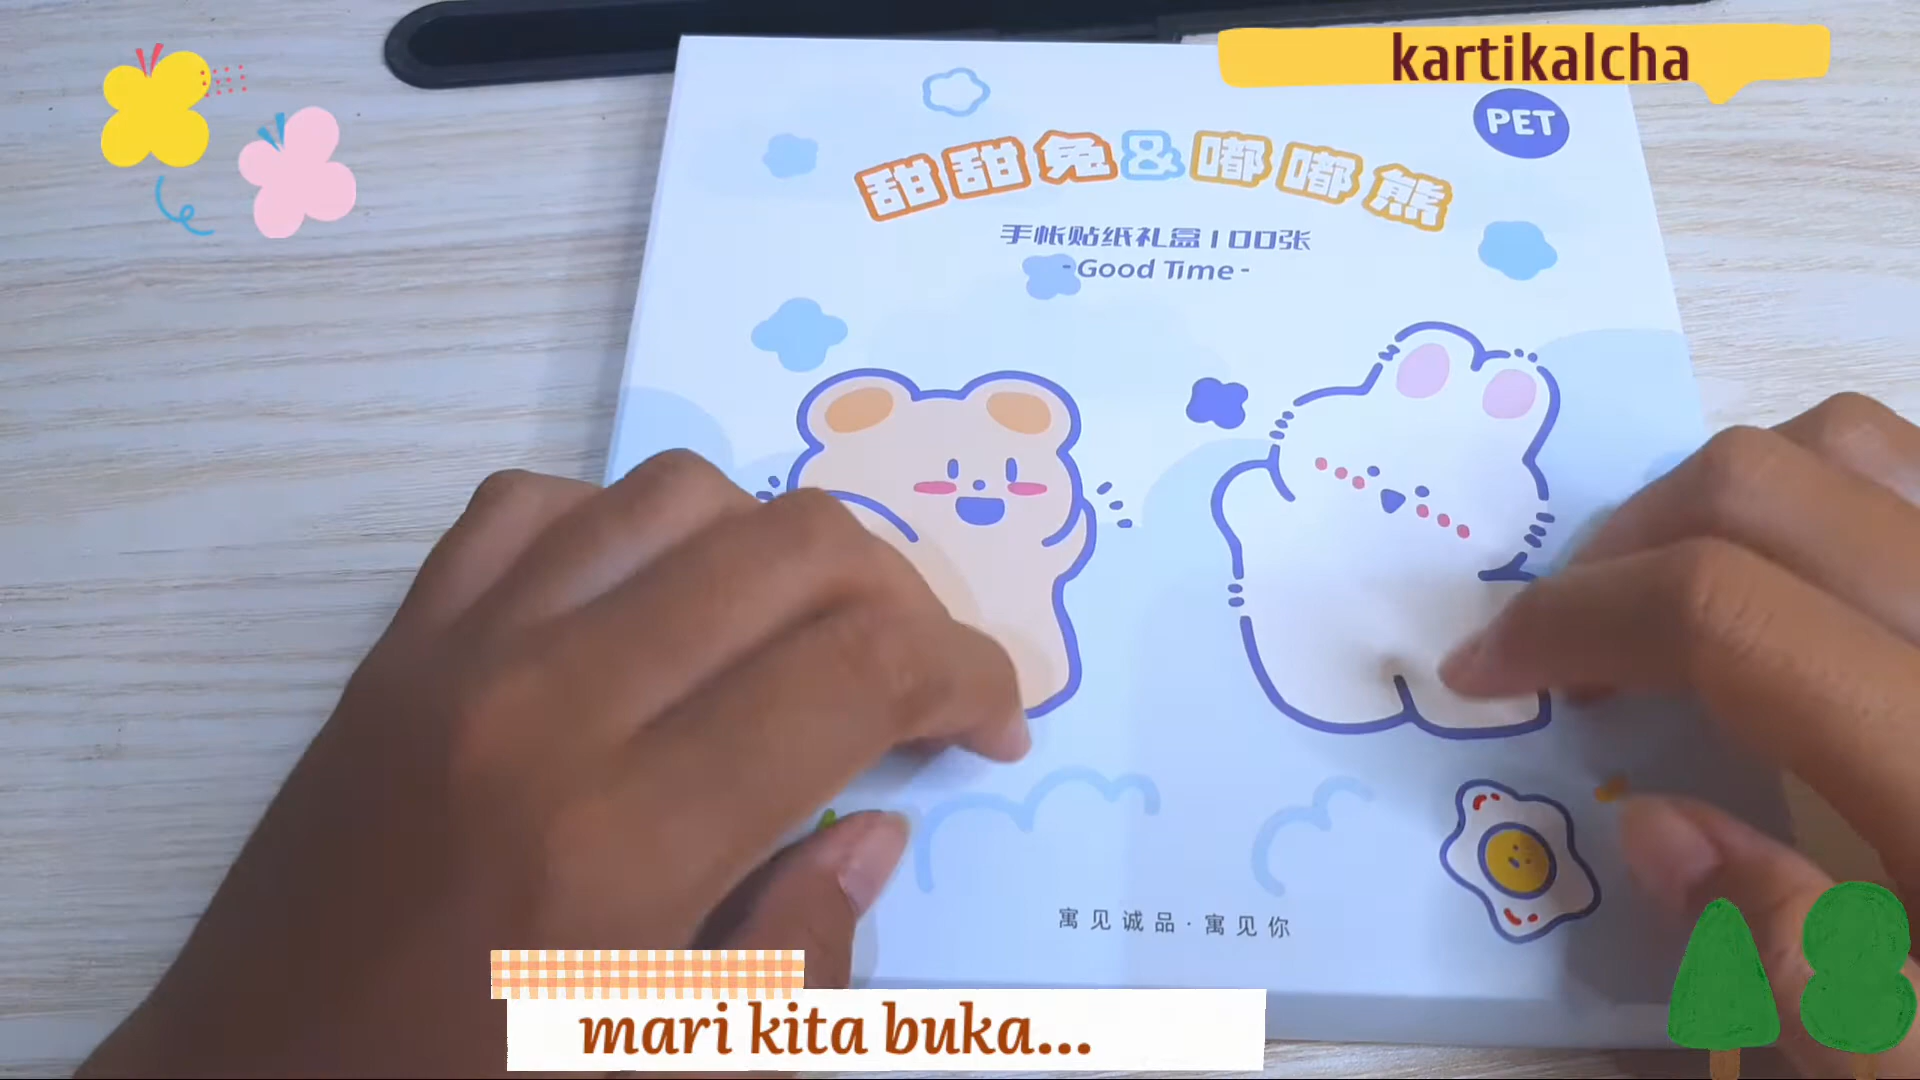 kartikalcha
PET
甜甜兔&嘟嘟熊
手帐贴纸礼盒100张
-Good Time-
寓见诚品·寓见你
mari kita buka...